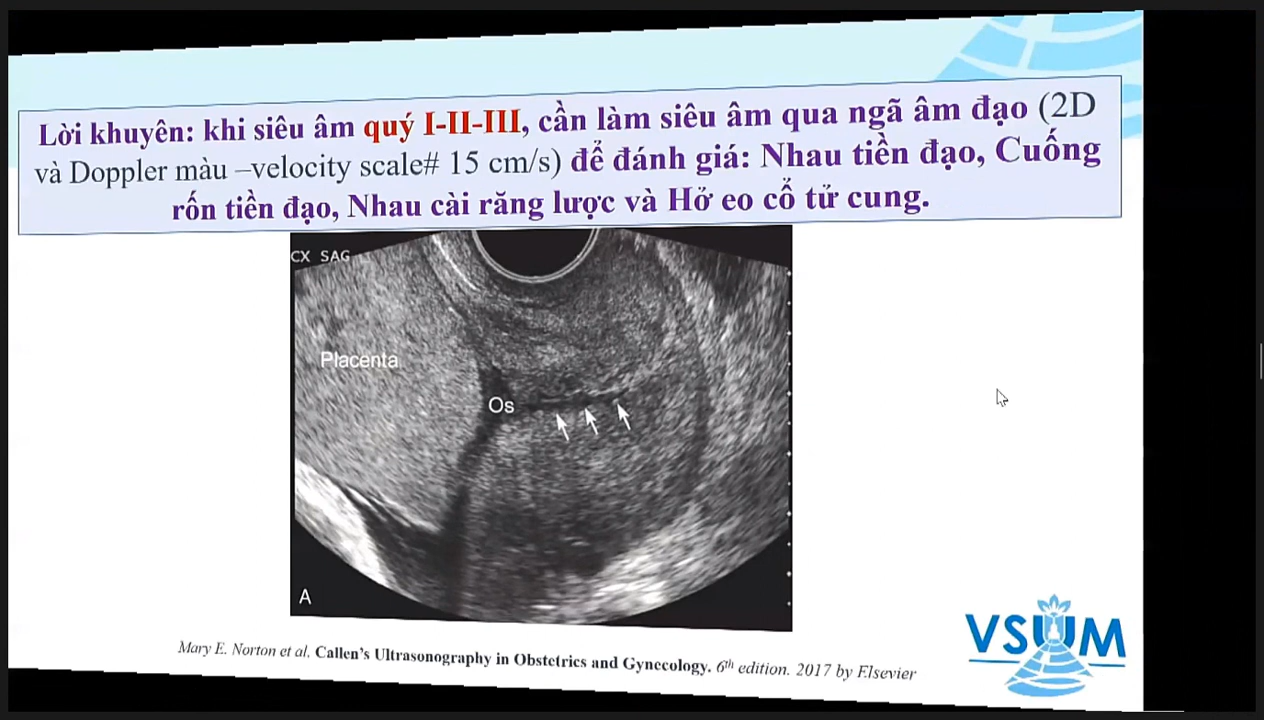 Lời khuyên: khi siêu âm quý I-II-III, cần làm siêu âm qua ngã âm đạo (2D
và Doppler màu –velocity scale# 15 cm/s) để đánh giá: Nhau tiền đạo, Cuống
rốn tiền đạo, Nhau cài răng lược và Hở eo cổ tử cung.
CX SAG
Placenta
Os
A
Mary E. Norton et al. Callen's Ultrasonography in Obstetrics and Gynecology. 6th edition. 2017 by Elsevier
VSUM